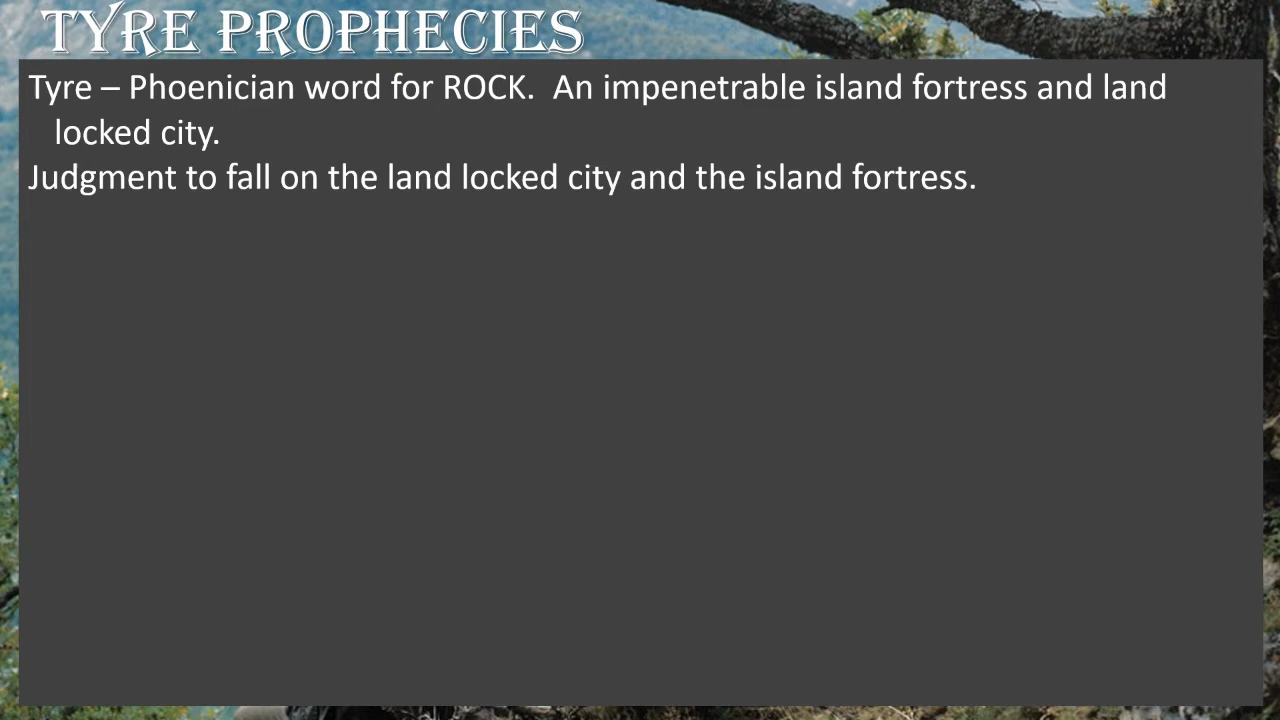 TYRE PROPHECIES
Tyre – Phoenician word for ROCK.  An impenetrable island fortress and land
locked city.
Judgment to fall on the land locked city and the island fortress.